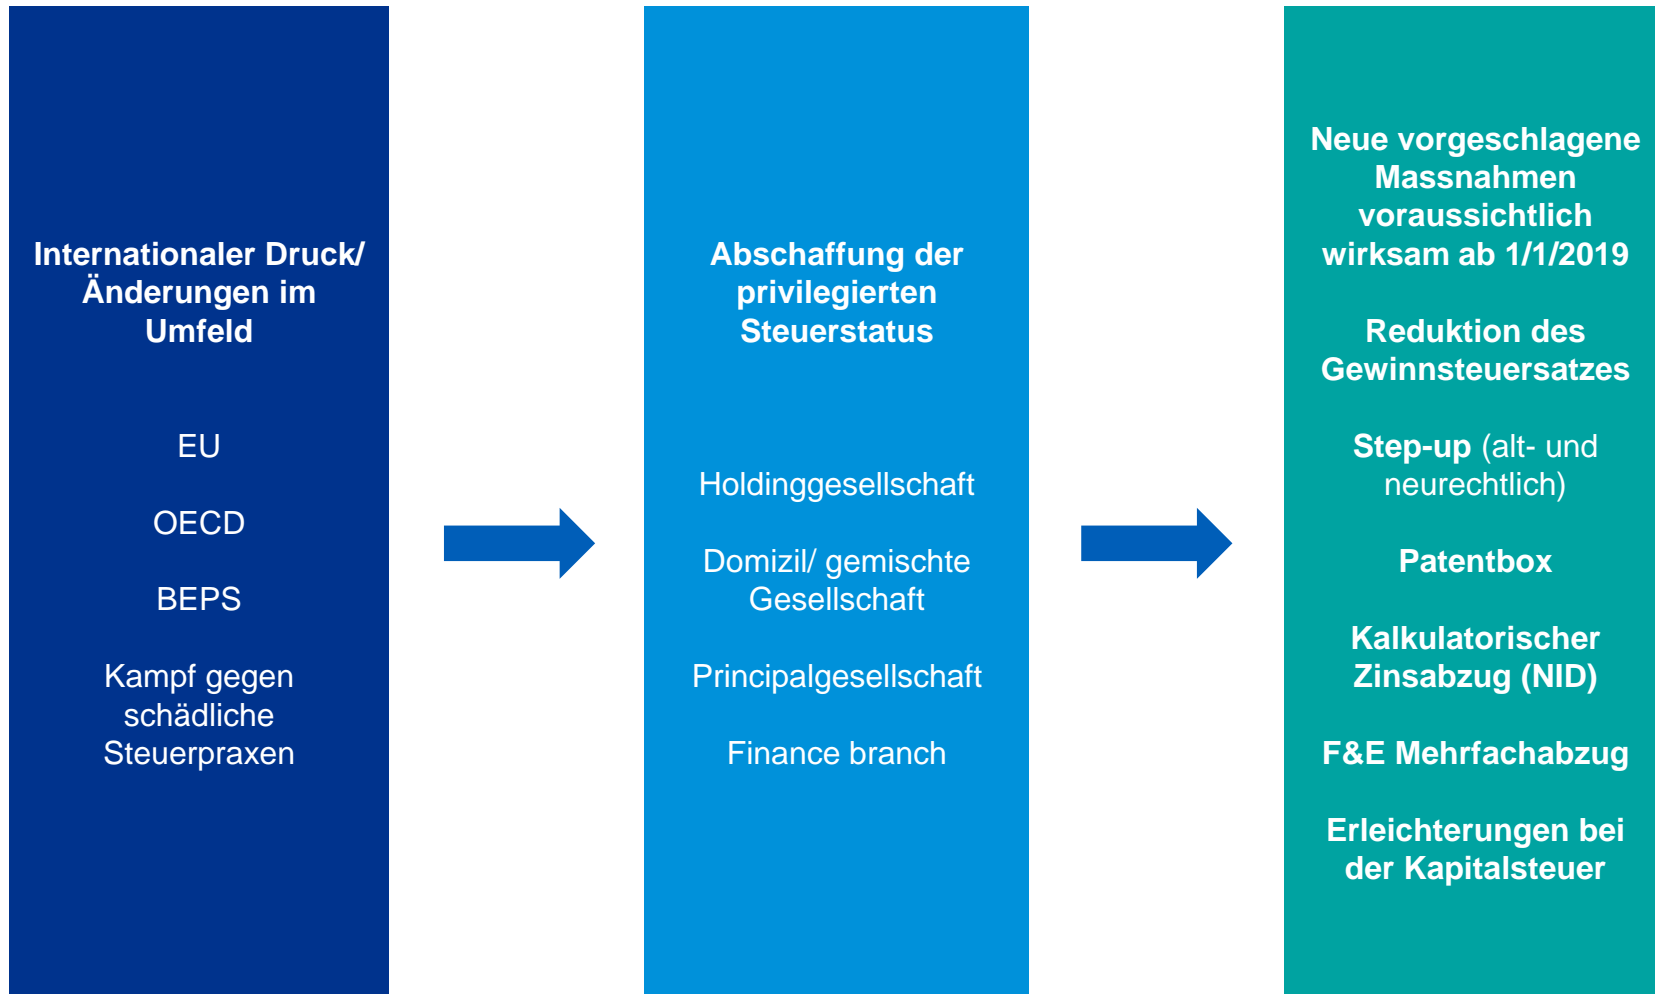 Internationaler Druck/
Änderungen im
Umfeld
EU
OECD
BEPS
Kampf gegen
schädliche
Steuerpraxen
Abschaffung der
privilegierten
Steuerstatus
Holdinggesellschaft
Domizil/ gemischte
Gesellschaft
Principalgesellschaft
Finance branch
Neue vorgeschlagene
Massnahmen
voraussichtlich
wirksam ab 1/1/2019
Reduktion des
Gewinnsteuersatzes
Step-up (alt- und
neurechtlich)
Patentbox
Kalkulatorischer
Zinsabzug (NID)
F&E Mehrfachabzug
Erleichterungen bei
der Kapitalsteuer